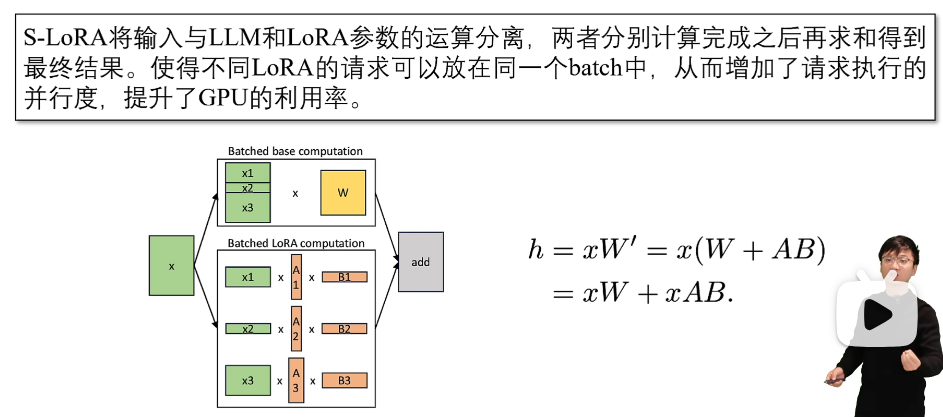 S-LoRA将输入与LLM和LoRA参数的运算分离，两者分别计算完成之后再求和得到
最终结果。使得不同LoRA的请求可以放在同一个batch中，从而增加了请求执行的
并行度，提升了GPU的利用率。
Batched base computation
x1
x2
x3
x
W
x
Batched LoRA computation
x1 x A1 x B1
x2 x A2 x B2
x3 x A3 x B3
add
h = xW′ = x(W + AB)
= xW + xAB.